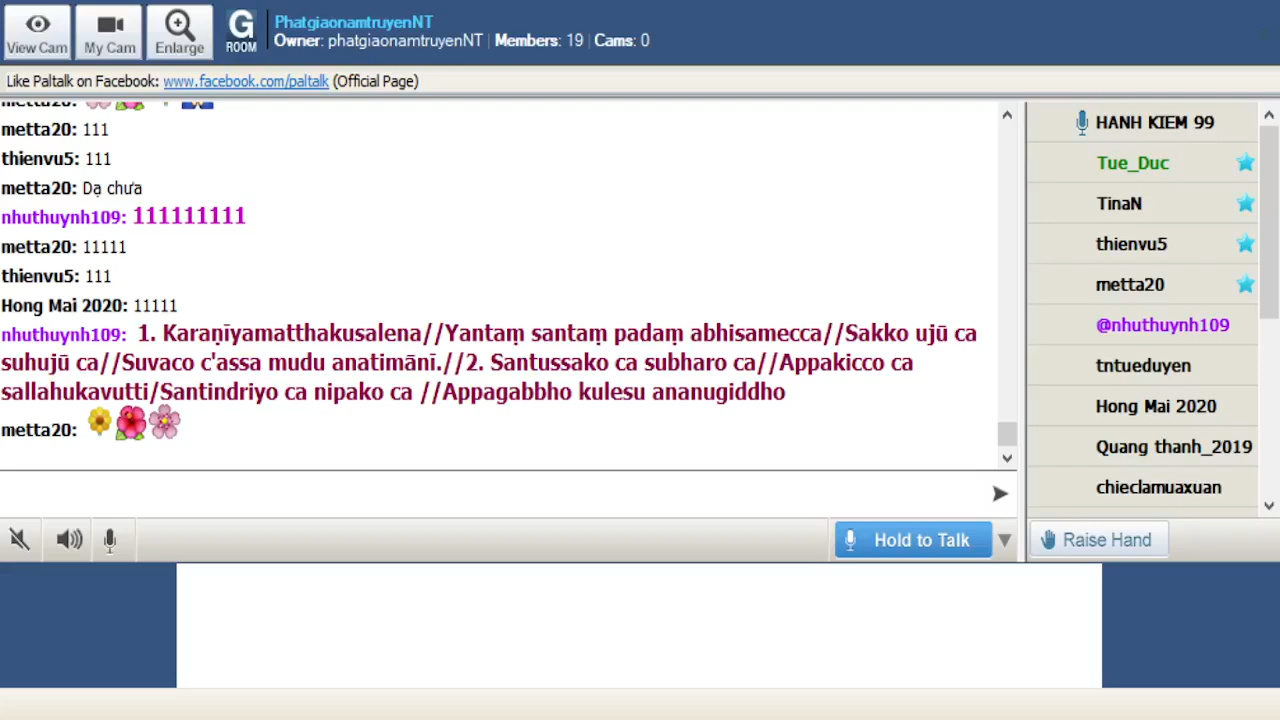 View Cam
My Cam
Enlarge
G
ROOM
PhatgiaonamtruyenNT
Owner: phatgiaonamtruyenNT | Members: 19 | Cams: 0
Like Paltalk on Facebook: www.facebook.com/paltalk (Official Page)
metta20:
metta20: 111
thienvu5: 111
metta20: Dạ chưa
nhuthuynh109: 111111111
metta20: 11111
thienvu5: 111
Hong Mai 2020: 11111
nhuthuynh109: 1. Karaṇīyamatthakusalena//Yantaṃ santaṃ padaṃ abhisamecca//Sakko ujū ca
suhujū ca//Suvaco c'assa mudu anatimānī.//2. Santussako ca subharo ca//Appakicco ca
sallahukavutti/Santindriyo ca nipako ca //Appagabbho kulesu ananugiddho
metta20:
HANH KIEM 99
Tue_Duc
TinaN
thienvu5
metta20
@nhuthuynh109
tntueduyen
Hong Mai 2020
Quang thanh_2019
chieclamuaxuan
Hold to Talk
Raise Hand